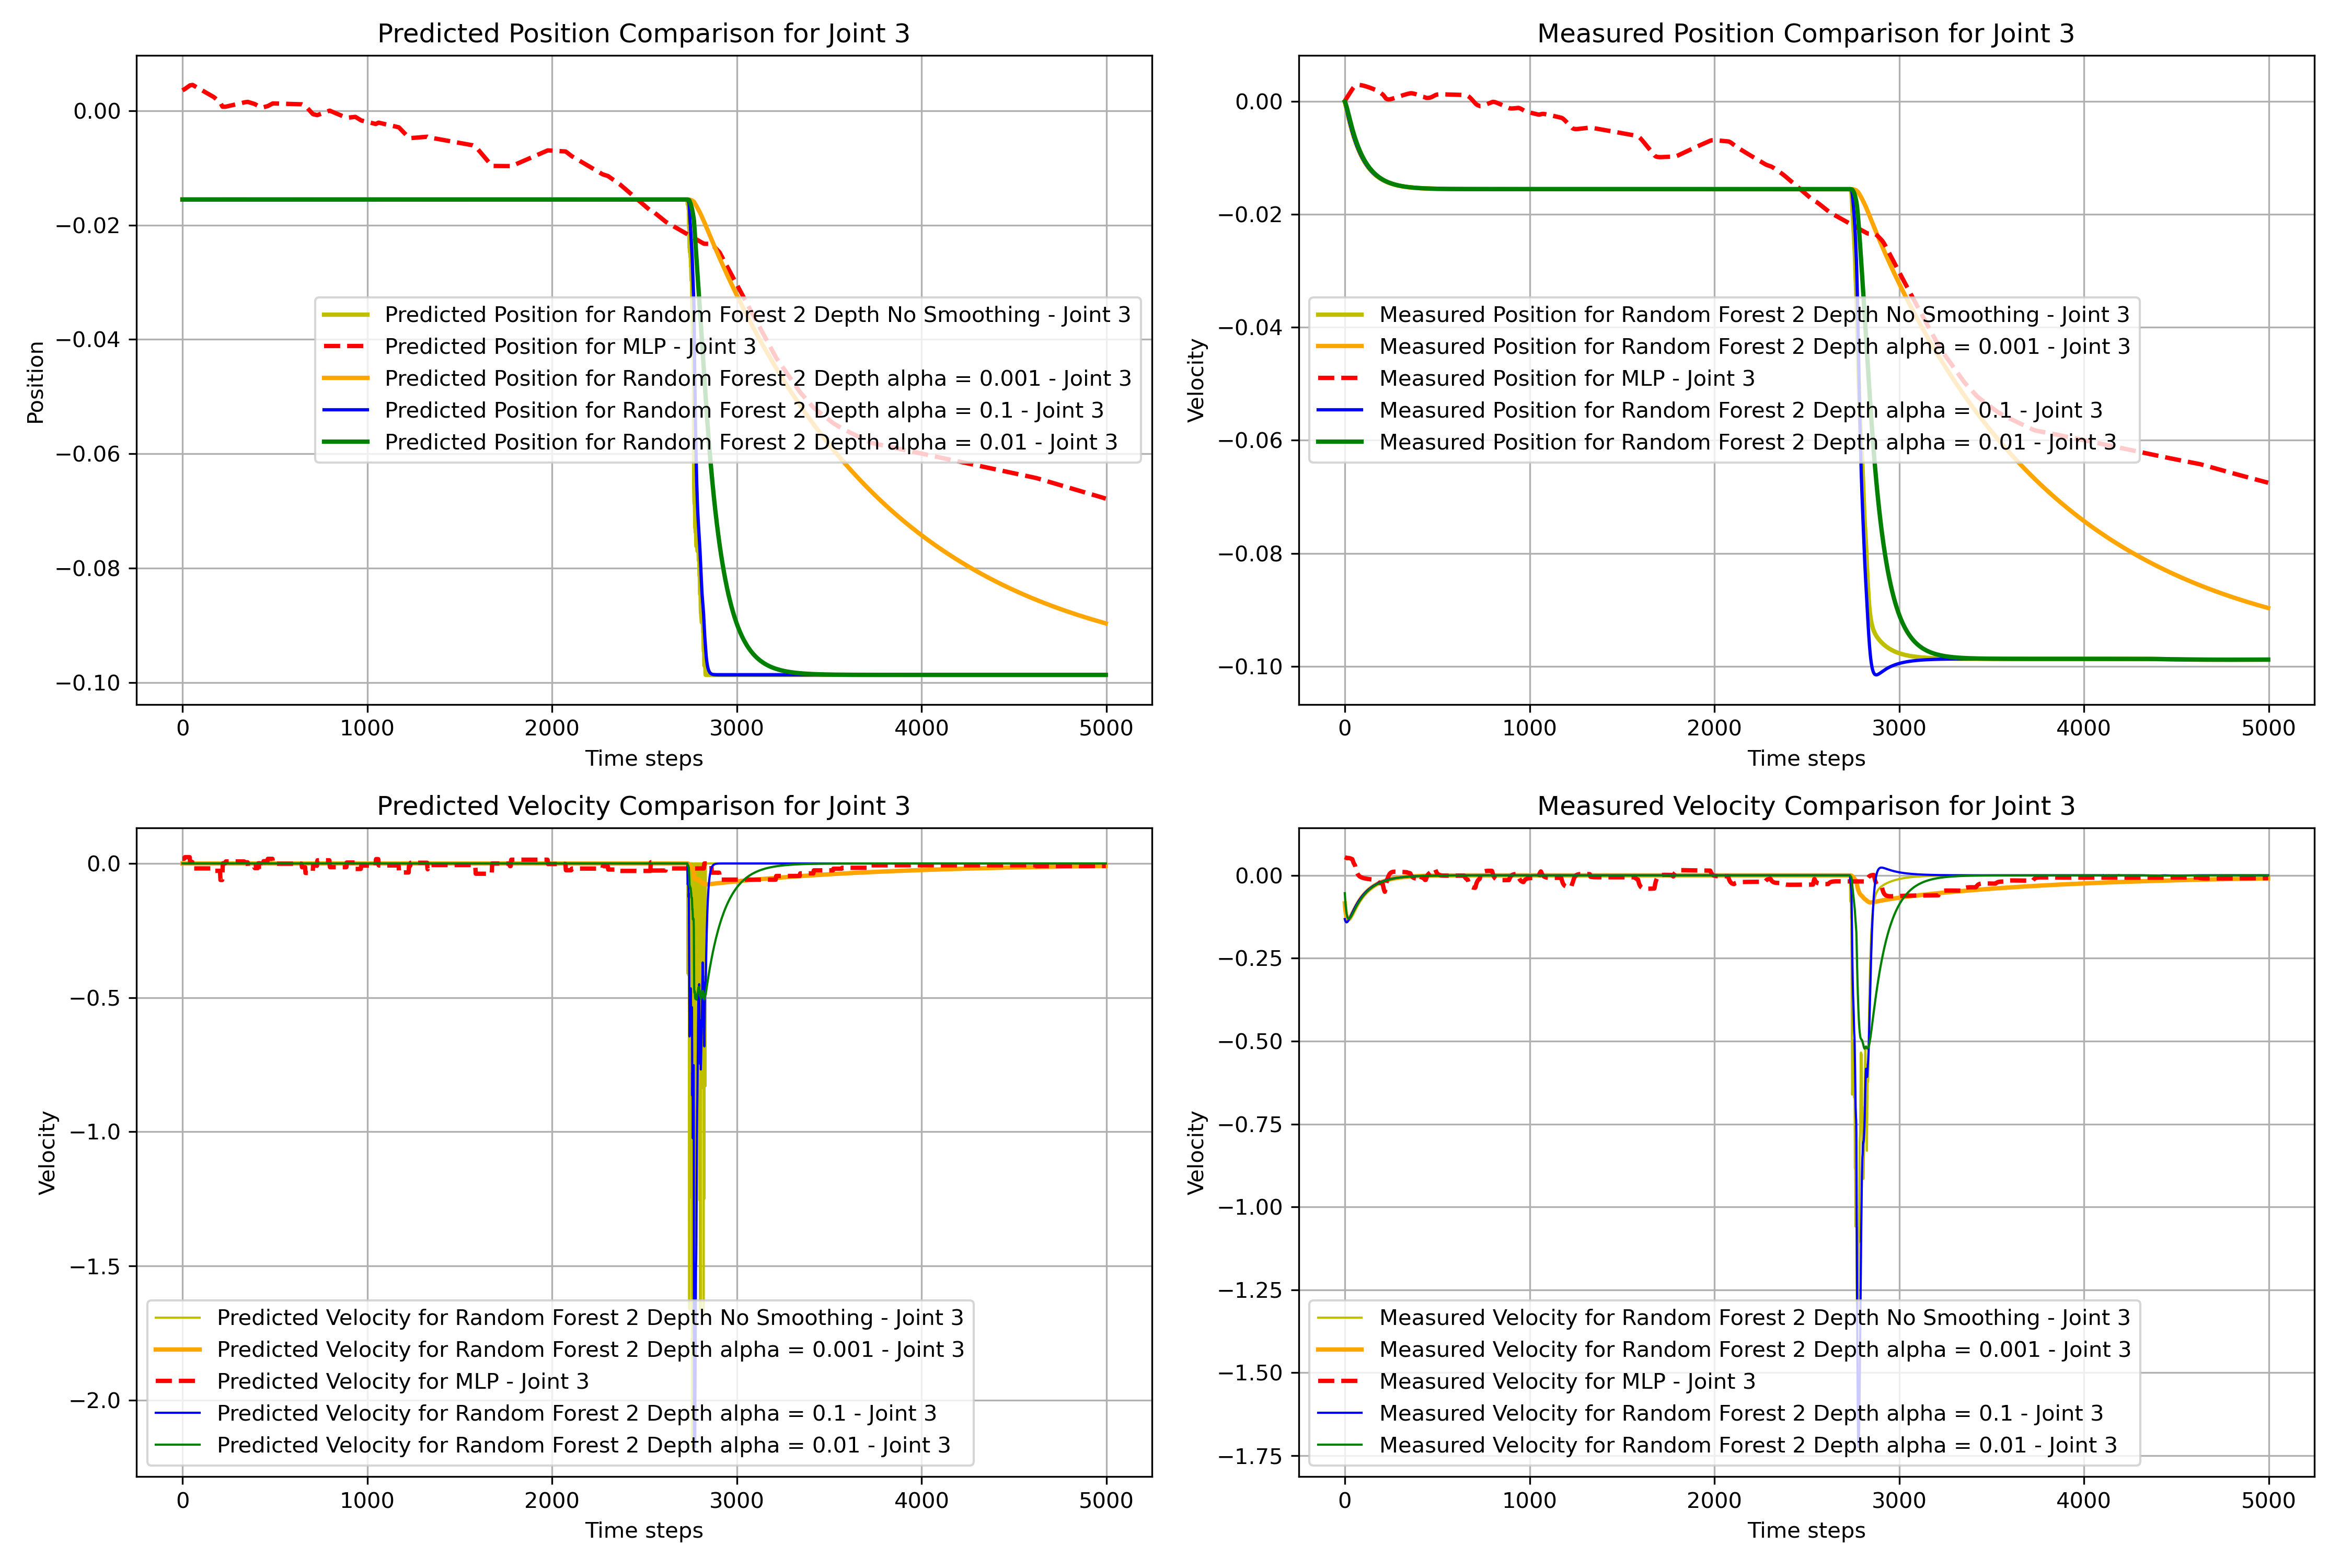 Predicted Position Comparison for Joint 3
0.00
−0.02
−0.04
−0.06
−0.08
−0.10
Position
Predicted Position for Random Forest 2 Depth No Smoothing - Joint 3
Predicted Position for MLP - Joint 3
Predicted Position for Random Forest 2 Depth alpha = 0.001 - Joint 3
Predicted Position for Random Forest 2 Depth alpha = 0.1 - Joint 3
Predicted Position for Random Forest 2 Depth alpha = 0.01 - Joint 3
0 1000 2000 3000 4000 5000
Time steps
Measured Position Comparison for Joint 3
0.00
−0.02
−0.04
−0.06
−0.08
−0.10
Velocity
Measured Position for Random Forest 2 Depth No Smoothing - Joint 3
Measured Position for Random Forest 2 Depth alpha = 0.001 - Joint 3
Measured Position for MLP - Joint 3
Measured Position for Random Forest 2 Depth alpha = 0.1 - Joint 3
Measured Position for Random Forest 2 Depth alpha = 0.01 - Joint 3
0 1000 2000 3000 4000 5000
Time steps
Predicted Velocity Comparison for Joint 3
0.0
−0.5
−1.0
−1.5
−2.0
Velocity
Predicted Velocity for Random Forest 2 Depth No Smoothing - Joint 3
Predicted Velocity for Random Forest 2 Depth alpha = 0.001 - Joint 3
Predicted Velocity for MLP - Joint 3
Predicted Velocity for Random Forest 2 Depth alpha = 0.1 - Joint 3
Predicted Velocity for Random Forest 2 Depth alpha = 0.01 - Joint 3
0 1000 2000 3000 4000 5000
Time steps
Measured Velocity Comparison for Joint 3
0.00
−0.25
−0.50
−0.75
−1.00
−1.25
−1.50
−1.75
Velocity
Measured Velocity for Random Forest 2 Depth No Smoothing - Joint 3
Measured Velocity for Random Forest 2 Depth alpha = 0.001 - Joint 3
Measured Velocity for MLP - Joint 3
Measured Velocity for Random Forest 2 Depth alpha = 0.1 - Joint 3
Measured Velocity for Random Forest 2 Depth alpha = 0.01 - Joint 3
0 1000 2000 3000 4000 5000
Time steps